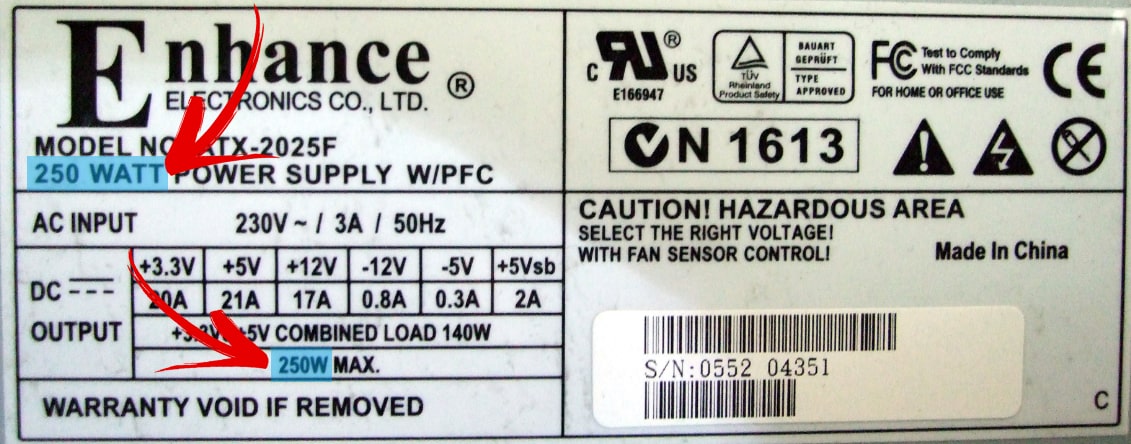 Enhance ®
ELECTRONICS CO., LTD.
MODEL NO. ATX-2025F
250 WATT POWER SUPPLY W/PFC
AC INPUT 230V ~ / 3A / 50Hz
DC OUTPUT
+3.3V +5V +12V -12V -5V +5Vsb
20A 21A 17A 0.8A 0.3A 2A
+3.3V +5V COMBINED LOAD 140W
250W MAX.
WARRANTY VOID IF REMOVED
c RU ® US
E166947
TÜV
Rheinland
Product Safety
BAUART
GEPRÜFT
TYPE
APPROVED
FC Test to Comply
With FCC Standards
FOR HOME OR OFFICE USE
CE
N 1613
CAUTION! HAZARDOUS AREA
SELECT THE RIGHT VOLTAGE!
WITH FAN SENSOR CONTROL!
Made In China
S/N:0552 04351
C